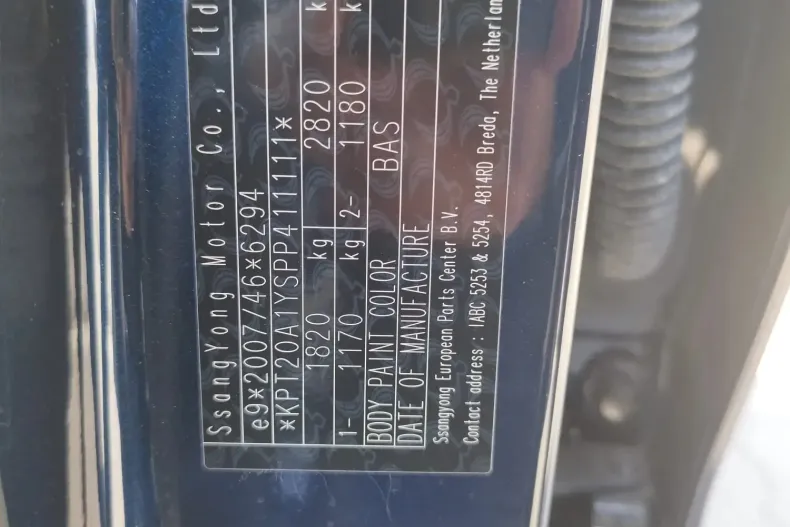 SsangYong Motor Co., Ltd
e9*2007/46*6294
*KPT20A1YSPP411111*
1820 kg 2820 k
1- 1170 kg 2- 1180 k
BODY PAINT COLOR BAS
DATE OF MANUFACTURE
Ssangyong European Parts Center B.V.
Contact address : IABC 5253 & 5254, 4814RD Breda, The Netherlan